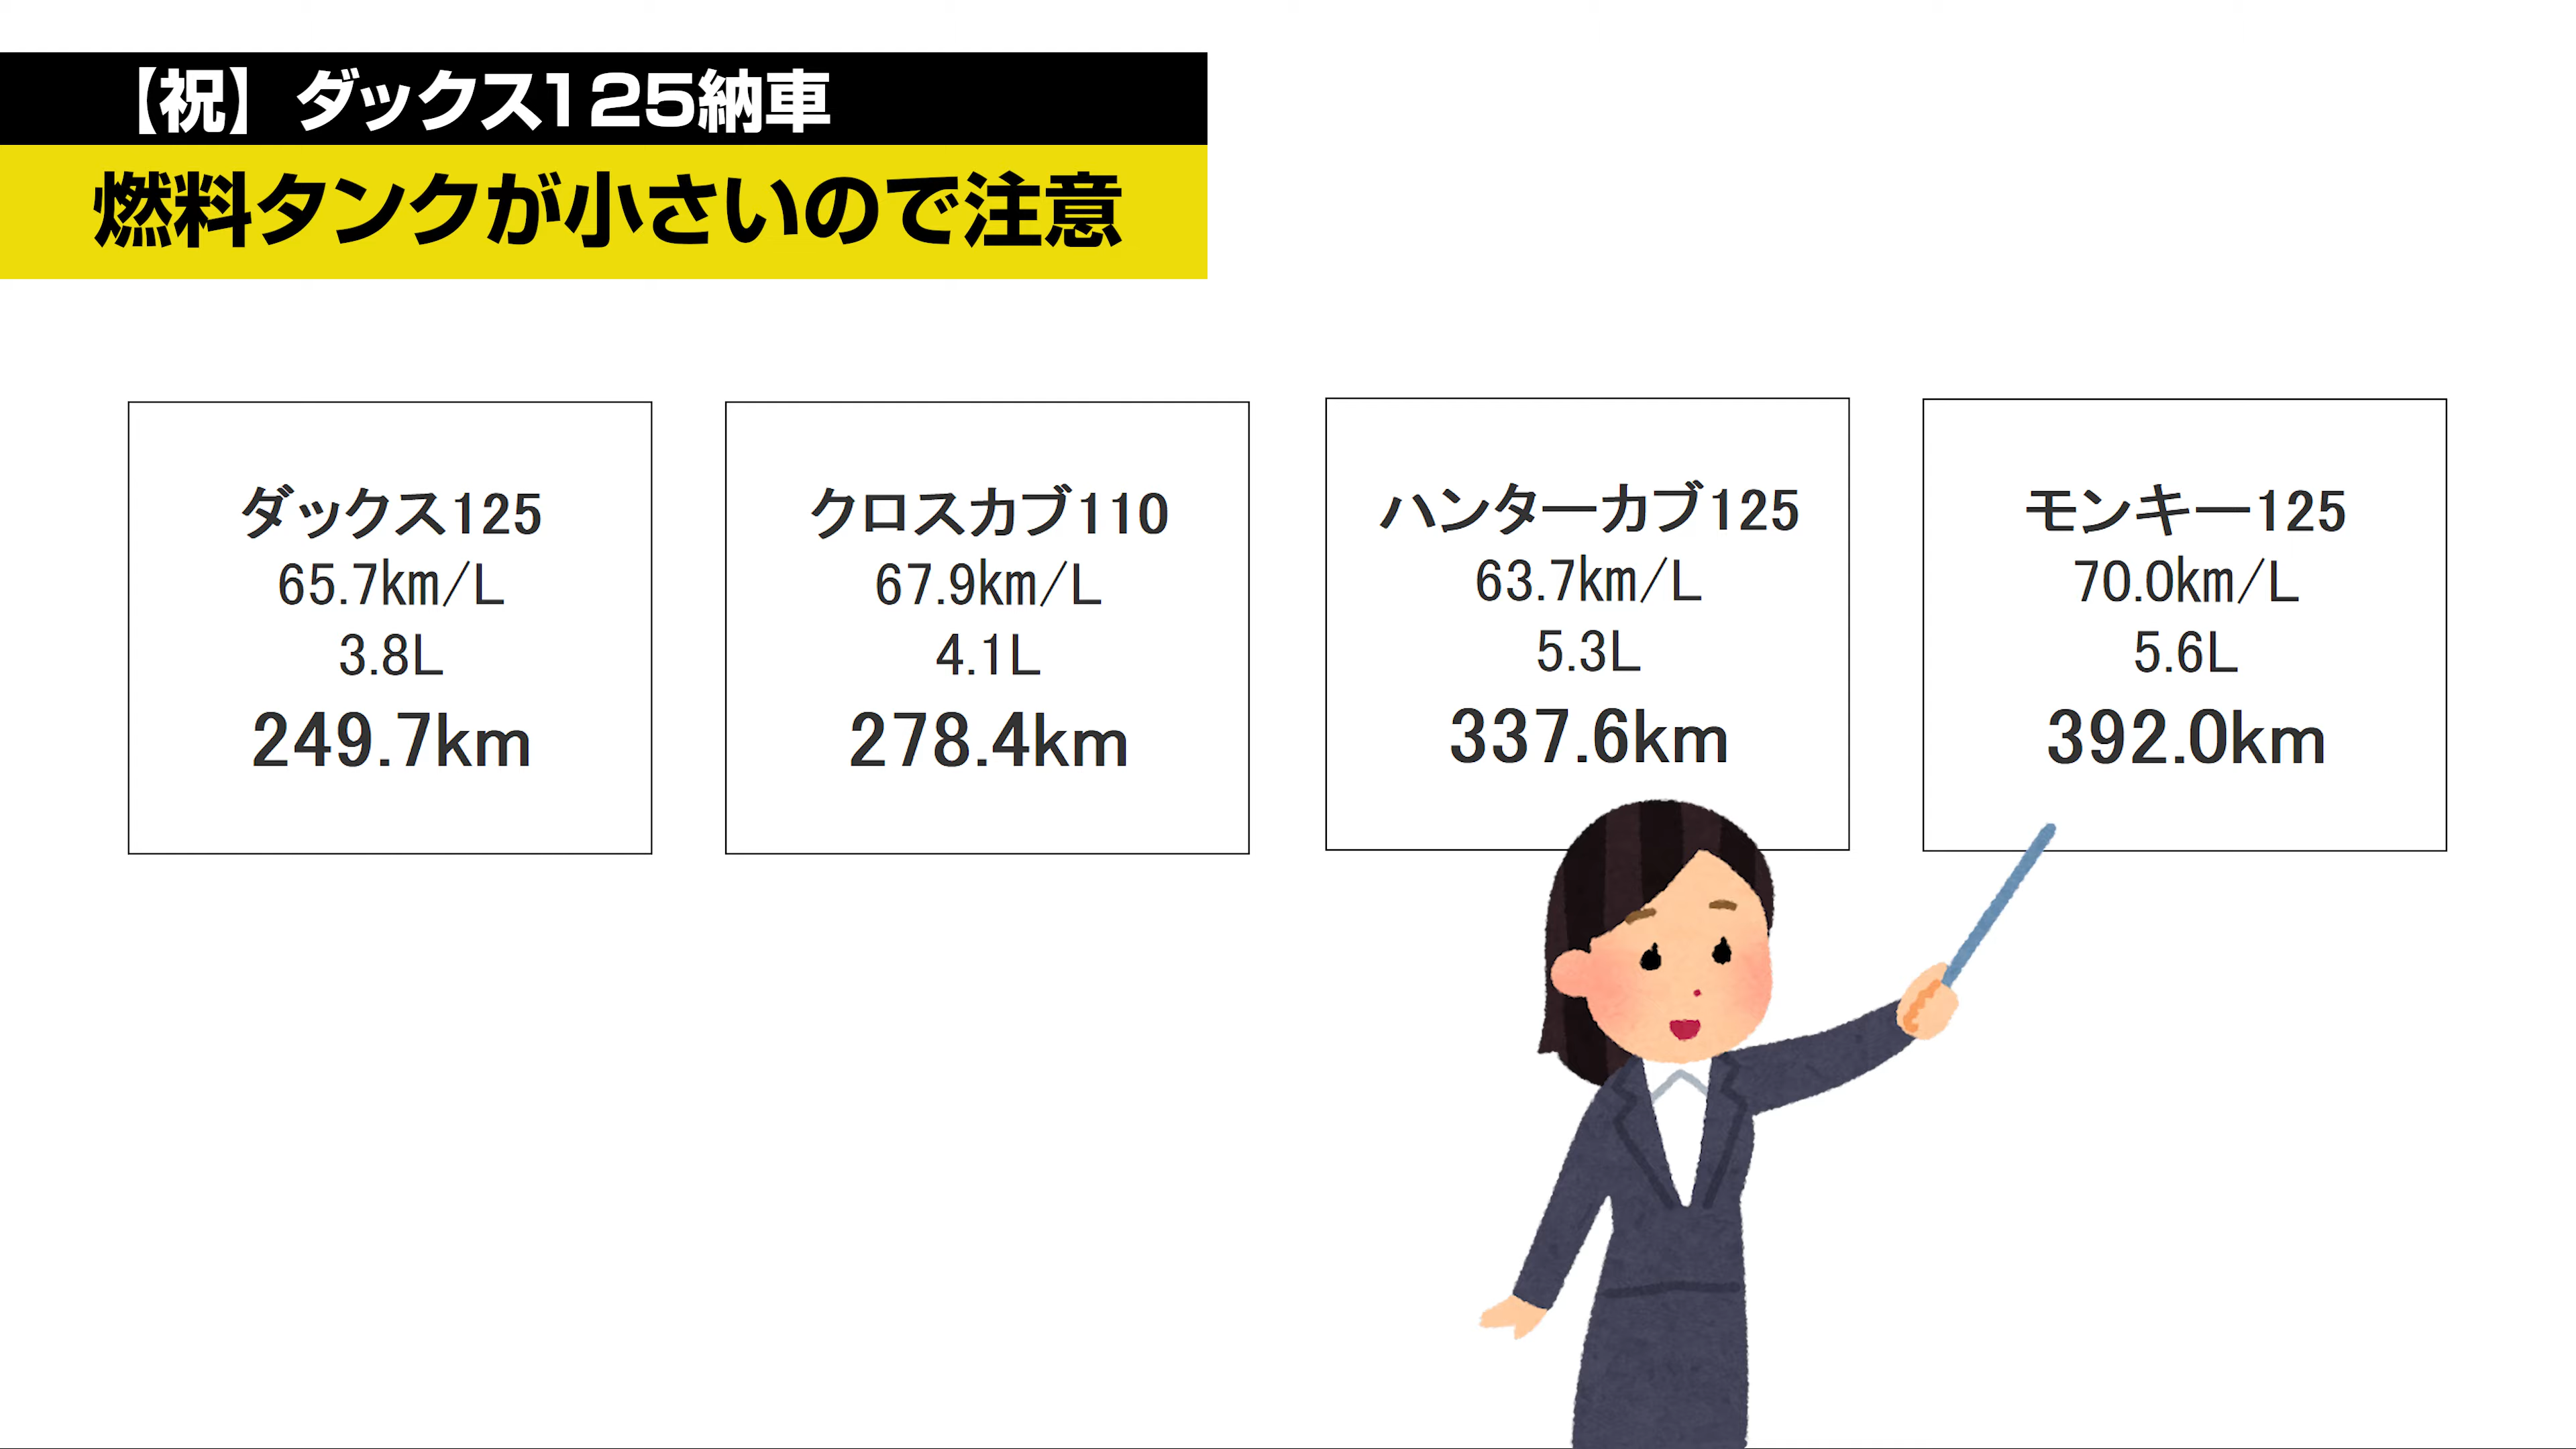 【祝】 ダックス125納車
燃料タンクが小さいので注意
ダックス125
65.7km/L
3.8L
249.7km
クロスカブ110
67.9km/L
4.1L
278.4km
ハンターカブ125
63.7km/L
5.3L
337.6km
モンキー125
70.0km/L
5.6L
392.0km